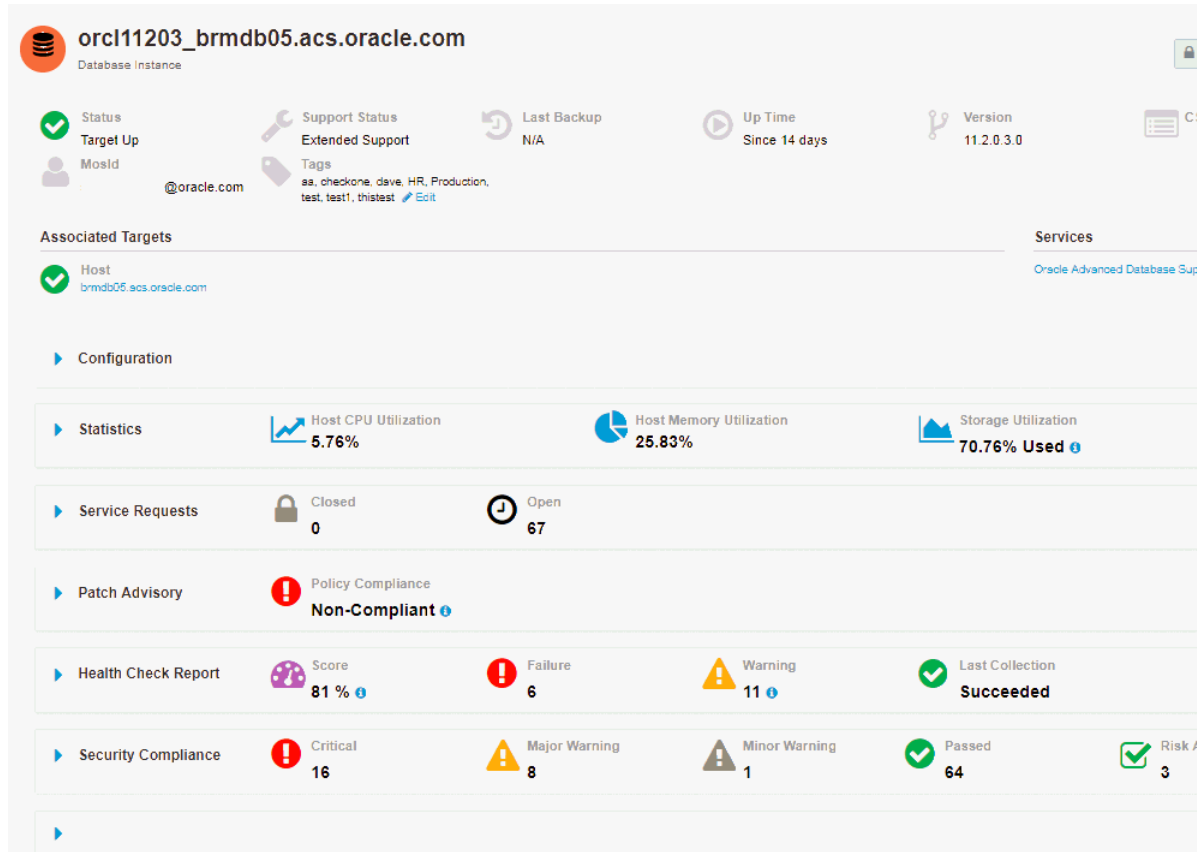 orcl11203_brmdb05.acs.oracle.com
Database Instance
Status
Target Up
Support Status
Extended Support
Last Backup
N/A
Up Time
Since 14 days
Version
11.2.0.3.0
MosId
@oracle.com
Tags
aa, checkone, dave, HR, Production,
test, test1, thistest Edit
Associated Targets
Services
Host
brmdb05.acs.oracle.com
Oracle Advanced Database Sup
Configuration
Statistics
Host CPU Utilization
5.76%
Host Memory Utilization
25.83%
Storage Utilization
70.76% Used
Service Requests
Closed
0
Open
67
Patch Advisory
Policy Compliance
Non-Compliant
Health Check Report
Score
81 %
Failure
6
Warning
11
Last Collection
Succeeded
Security Compliance
Critical
16
Major Warning
8
Minor Warning
1
Passed
64
Risk A
3